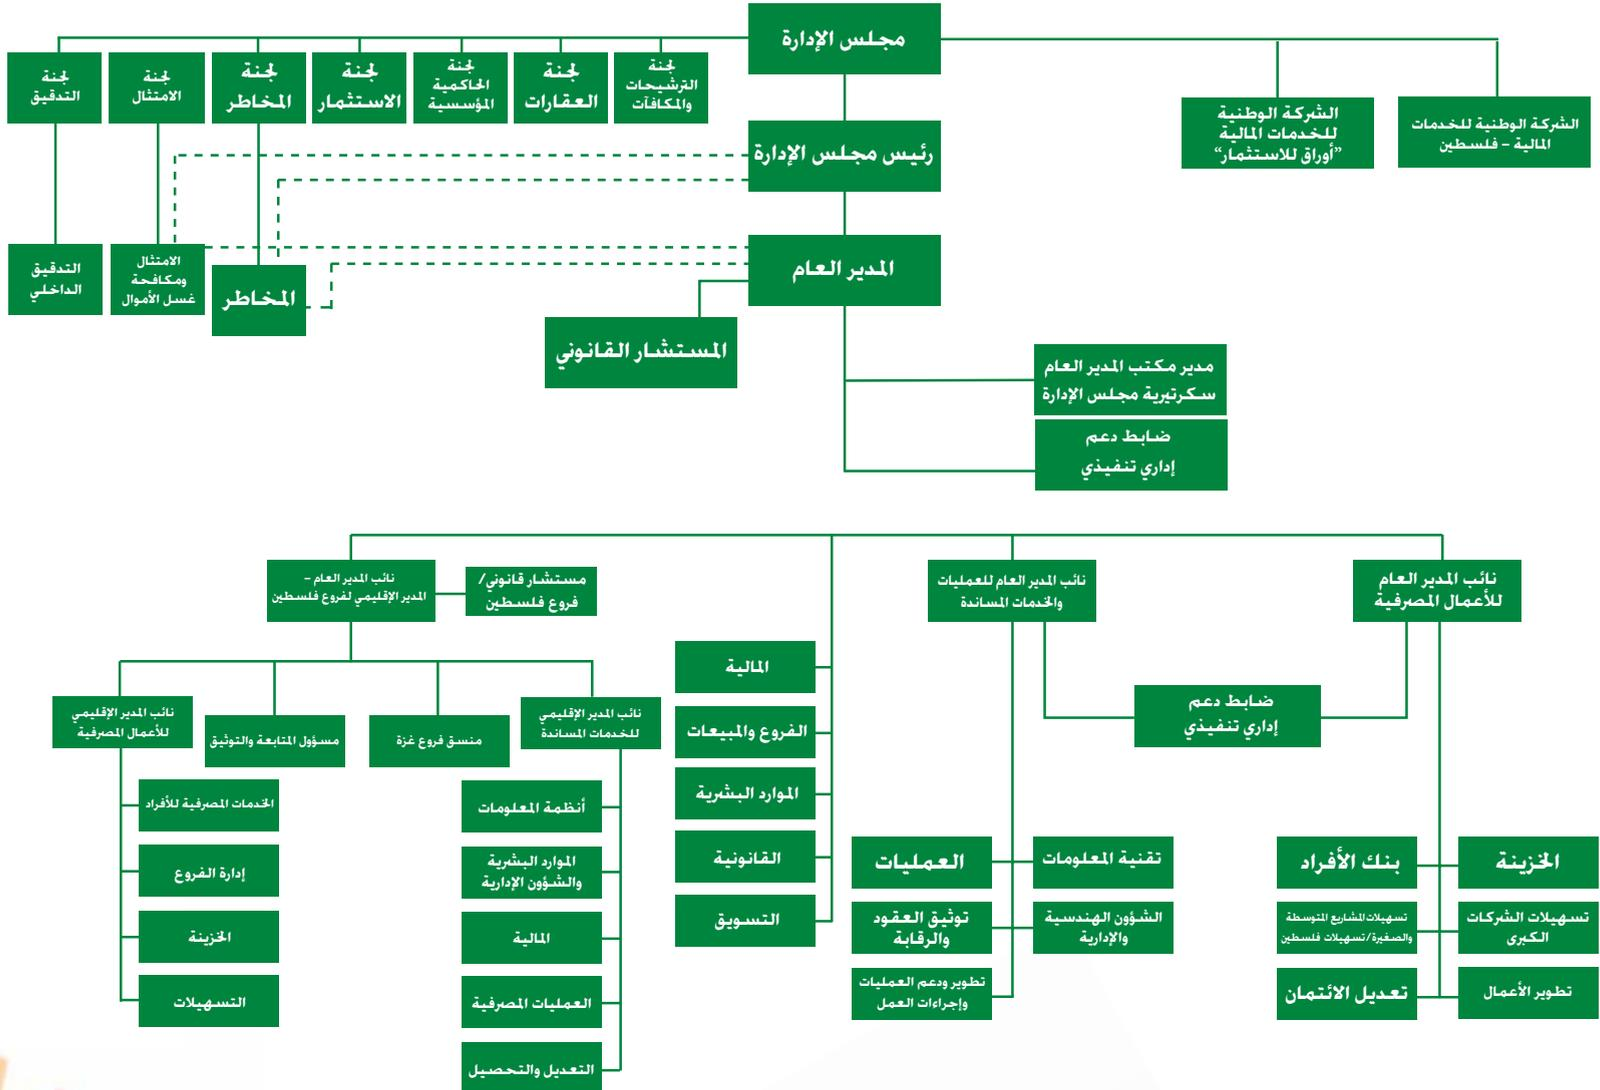 مجلس الإدارة
لجنة
الترشيحات
والمكافآت
لجنة
العقارات
لجنة
الحاكمية
المؤسسية
لجنة
الاستثمار
لجنة
المخاطر
لجنة
الامتثال
لجنة
التدقيق
الشركة الوطنية للخدمات
المالية - فلسطين
الشركة الوطنية
للخدمات المالية
“أوراق للاستثمار”
رئيس مجلس الإدارة
المدير العام
المخاطر
الامتثال
ومكافحة
غسل الأموال
التدقيق
الداخلي
المستشار القانوني
مدير مكتب المدير العام
سكرتيرية مجلس الإدارة
ضابط دعم
إداري تنفيذي
نائب المدير العام
للأعمال المصرفية
نائب المدير العام للعمليات
والخدمات المساندة
مستشار قانوني/
فروع فلسطين
نائب المدير العام -
المدير الإقليمي لفروع فلسطين
ضابط دعم
إداري تنفيذي
الخزينة
بنك الأفراد
تسهيلات الشركات
الكبرى
تسهيلات المشاريع المتوسطة
والصغيرة/تسهيلات فلسطين
تطوير الأعمال
تعديل الائتمان
تقنية المعلومات
العمليات
الشؤون الهندسية
والإدارية
توثيق العقود
والرقابة
تطوير ودعم العمليات
وإجراءات العمل
المالية
الفروع والمبيعات
الموارد البشرية
القانونية
التسويق
نائب المدير الإقليمي
للخدمات المساندة
منسق فروع غزة
مسؤول المتابعة والتوثيق
نائب المدير الإقليمي
للأعمال المصرفية
أنظمة المعلومات
الموارد البشرية
والشؤون الإدارية
المالية
العمليات المصرفية
التعديل والتحصيل
الخدمات المصرفية للأفراد
إدارة الفروع
الخزينة
التسهيلات